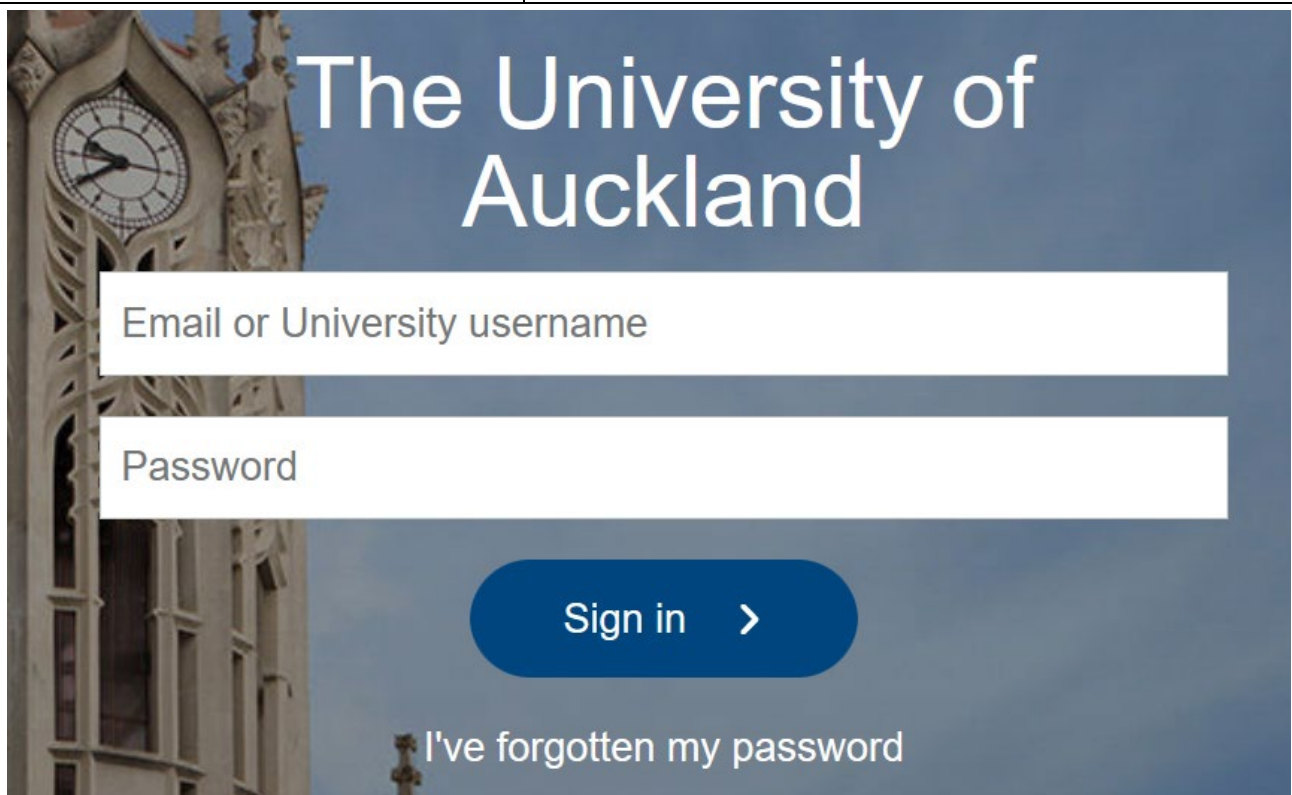 The University of
Auckland
Email or University username
Password
Sign in
I've forgotten my password